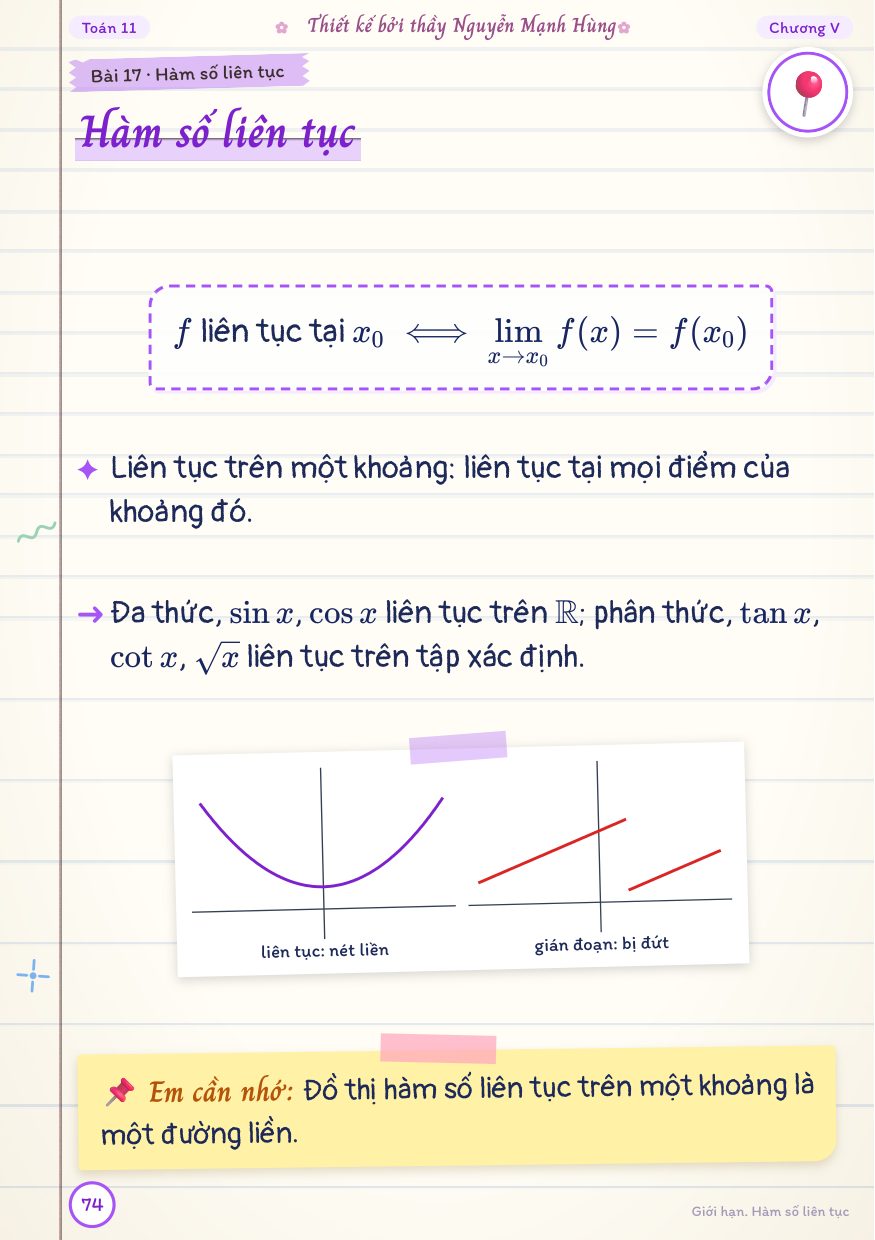 Toán 11
Thiết kế bởi thầy Nguyễn Mạnh Hùng
Chương V
Bài 17 · Hàm số liên tục
Hàm số liên tục
f liên tục tại x₀ ⟺ lim_{x→x₀} f(x) = f(x₀)
Liên tục trên một khoảng: liên tục tại mọi điểm của
khoảng đó.
→ Đa thức, sin x, cos x liên tục trên ℝ; phân thức, tan x,
cot x, √x liên tục trên tập xác định.
liên tục: nét liền
gián đoạn: bị đứt
Em cần nhớ: Đồ thị hàm số liên tục trên một khoảng là
một đường liền.
74
Giới hạn. Hàm số liên tục